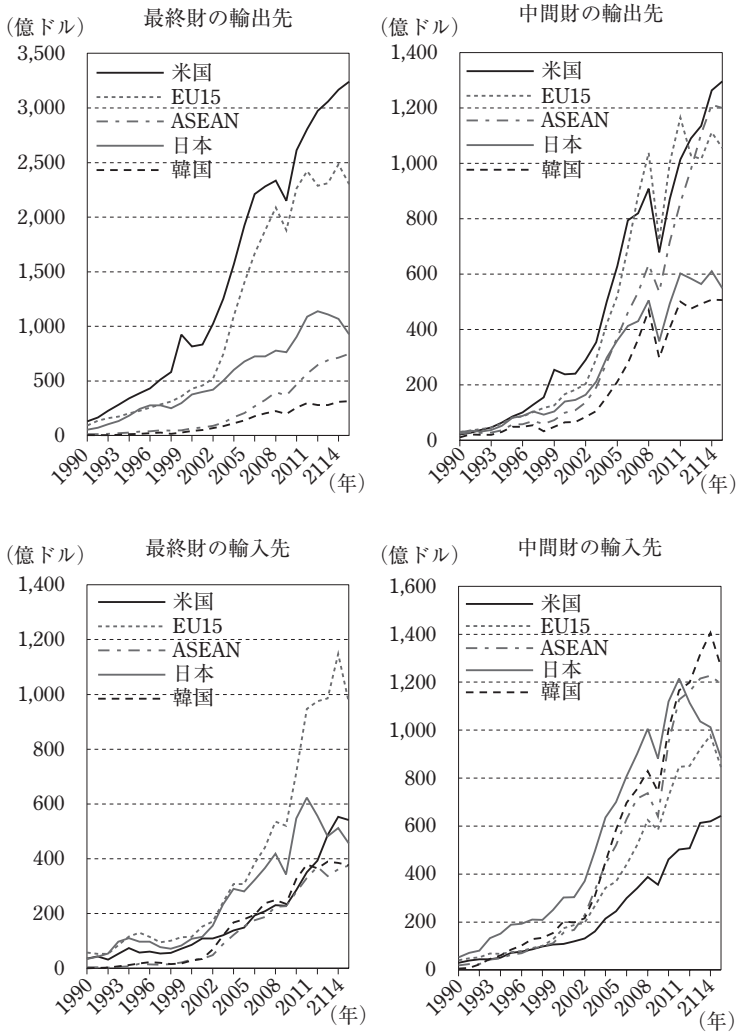 最終財の輸出先
(億ドル)
3,500
3,000
2,500
2,000
1,500
1,000
500
0
米国
EU15
ASEAN
日本
韓国
1990
1993
1996
1999
2002
2005
2008
2011
2114
(年)
中間財の輸出先
(億ドル)
1,400
1,200
1,000
800
600
400
200
0
米国
EU15
ASEAN
日本
韓国
1990
1993
1996
1999
2002
2005
2008
2011
2114
(年)
最終財の輸入先
(億ドル)
1,400
1,200
1,000
800
600
400
200
0
米国
EU15
ASEAN
日本
韓国
1990
1993
1996
1999
2002
2005
2008
2011
2114
(年)
中間財の輸入先
(億ドル)
1,600
1,400
1,200
1,000
800
600
400
200
0
米国
EU15
ASEAN
日本
韓国
1990
1993
1996
1999
2002
2005
2008
2011
2114
(年)